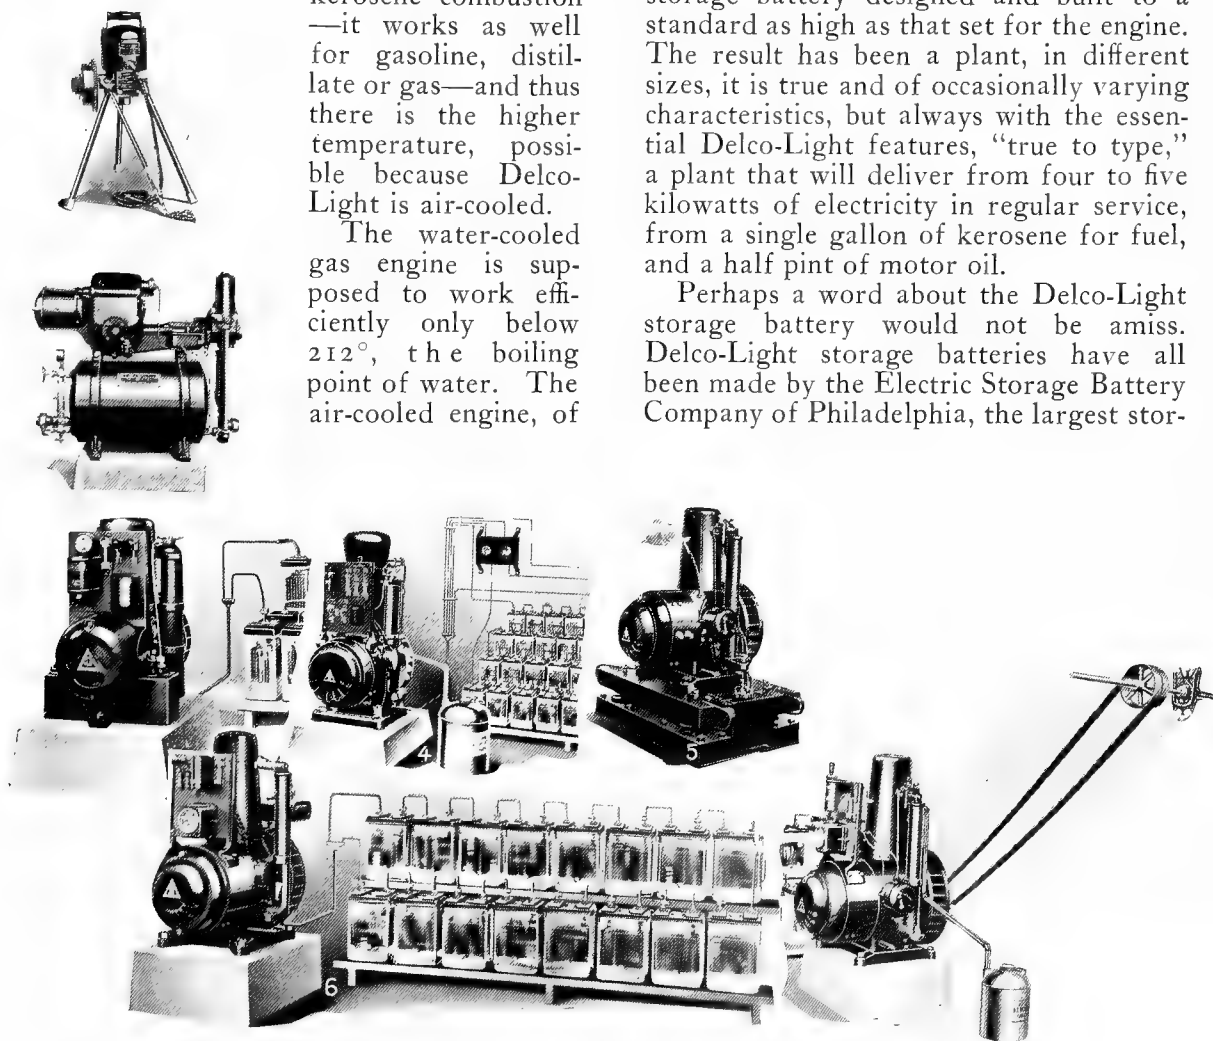 kerosene combustion
—it works as well
for gasoline, distil-
late or gas—and thus
there is the higher
temperature, possi-
ble because Delco-
Light is air-cooled.
The water-cooled
gas engine is sup-
posed to work effi-
ciently only below
212°, the boiling
point of water. The
air-cooled engine, of
storage battery designed and built to a
standard as high as that set for the engine.
The result has been a plant, in different
sizes, it is true and of occasionally varying
characteristics, but always with the essen-
tial Delco-Light features, “true to type,”
a plant that will deliver from four to five
kilowatts of electricity in regular service,
from a single gallon of kerosene for fuel,
and a half pint of motor oil.
Perhaps a word about the Delco-Light
storage battery would not be amiss.
Delco-Light storage batteries have all
been made by the Electric Storage Battery
Company of Philadelphia, the largest stor-
4
5
6